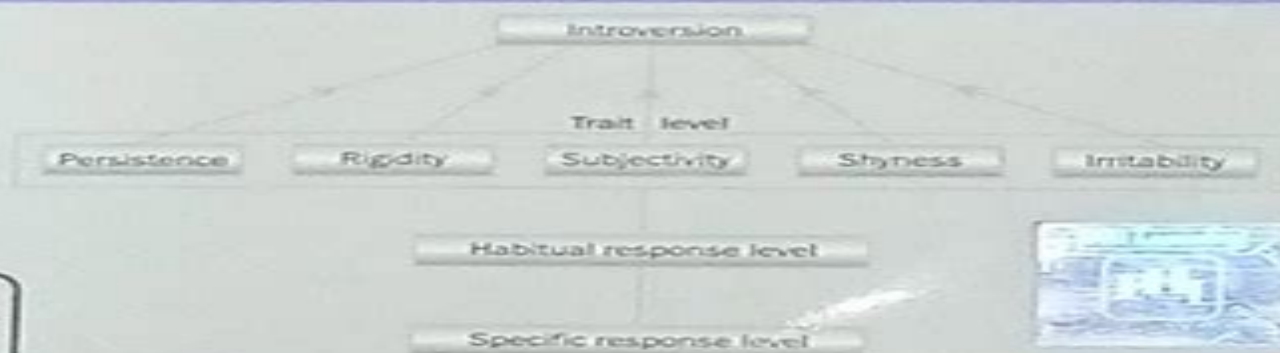 Introversion
Trait level
Persistence Rigidity Subjectivity Shyness Irritability
Habitual response level
Specific response level